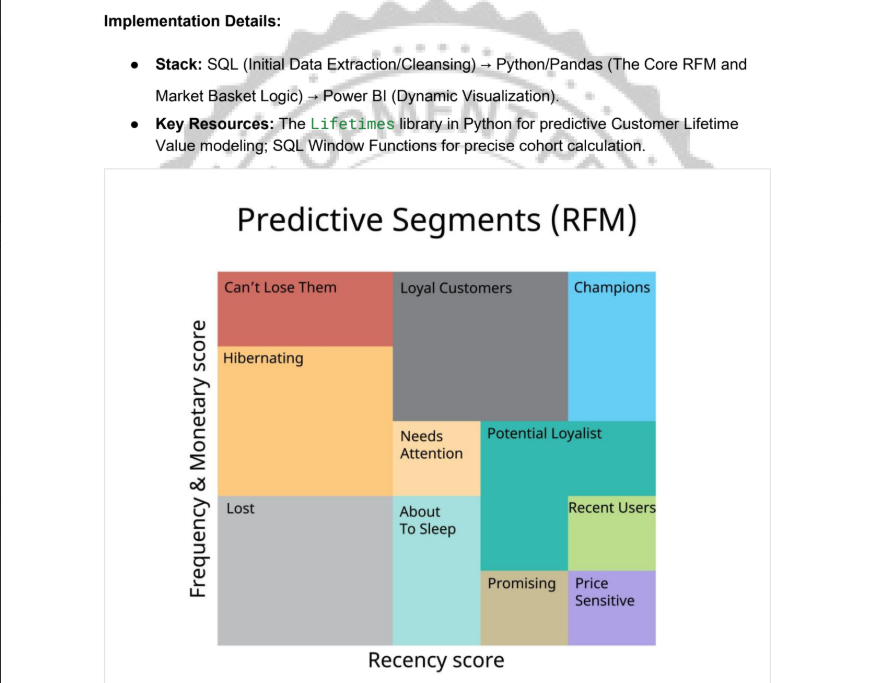 Implementation Details:
● Stack: SQL (Initial Data Extraction/Cleansing) → Python/Pandas (The Core RFM and
Market Basket Logic) → Power BI (Dynamic Visualization).
● Key Resources: The Lifetimes library in Python for predictive Customer Lifetime
Value modeling; SQL Window Functions for precise cohort calculation.
Predictive Segments (RFM)
Can't Lose Them
Loyal Customers
Champions
Hibernating
Needs
Attention
Potential Loyalist
Lost
About
To Sleep
Recent Users
Promising
Price
Sensitive
Frequency & Monetary score
Recency score